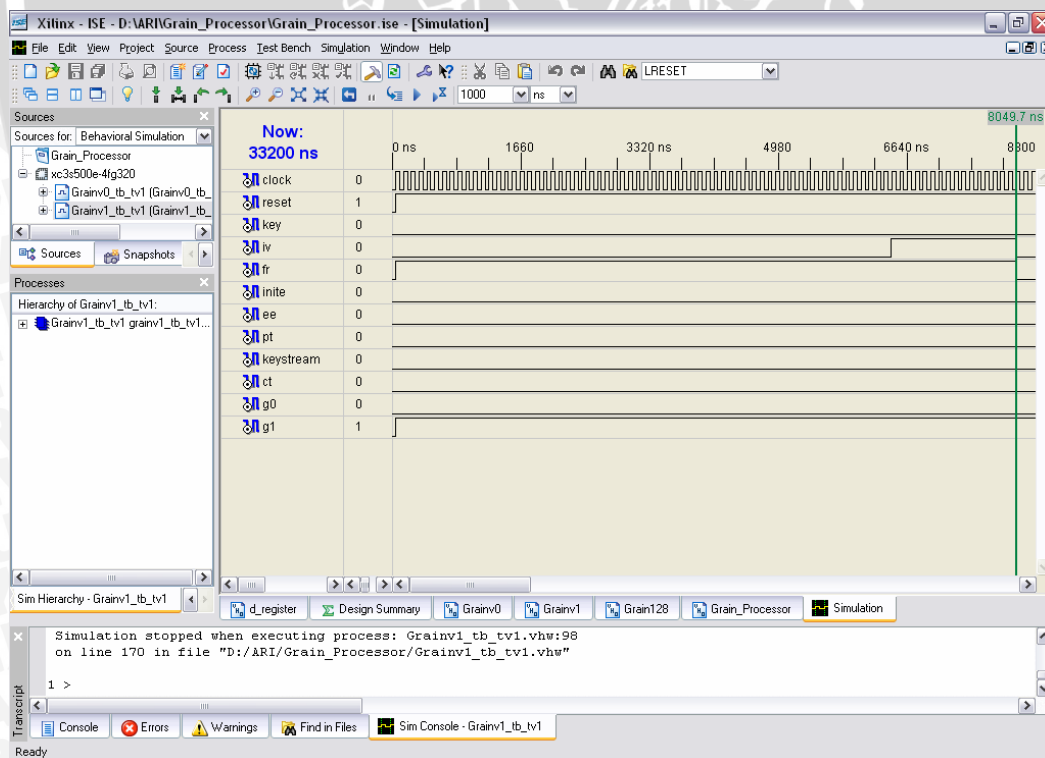 Xilinx - ISE - D:\ARI\Grain_Processor\Grain_Processor.ise - [Simulation]
File Edit View Project Source Process Test Bench Simulation Window Help
LRESET
1000 ns
Sources
Sources for: Behavioral Simulation
Grain_Processor
xc3s500e-4fg320
Grainv0_tb_tv1 (Grainv0_tb_
Grainv1_tb_tv1 (Grainv1_tb_
Sources Snapshots
Processes
Hierarchy of Grainv1_tb_tv1:
Grainv1_tb_tv1 grainv1_tb_tv1...
Sim Hierarchy - Grainv1_tb_tv1
8049.7 ns
Now:
33200 ns
0 ns 1660 3320 ns 4980 6640 ns 8300
clock 0
reset 1
key 0
iv 0
fr 0
inite 0
ee 0
pt 0
keystream 0
ct 0
g0 0
g1 1
d_register Design Summary Grainv0 Grainv1 Grain128 Grain_Processor Simulation
Simulation stopped when executing process: Grainv1_tb_tv1.vhw:98
on line 170 in file "D:/ARI/Grain_Processor/Grainv1_tb_tv1.vhw"
1 >
Transcript
Console Errors Warnings Find in Files Sim Console - Grainv1_tb_tv1
Ready